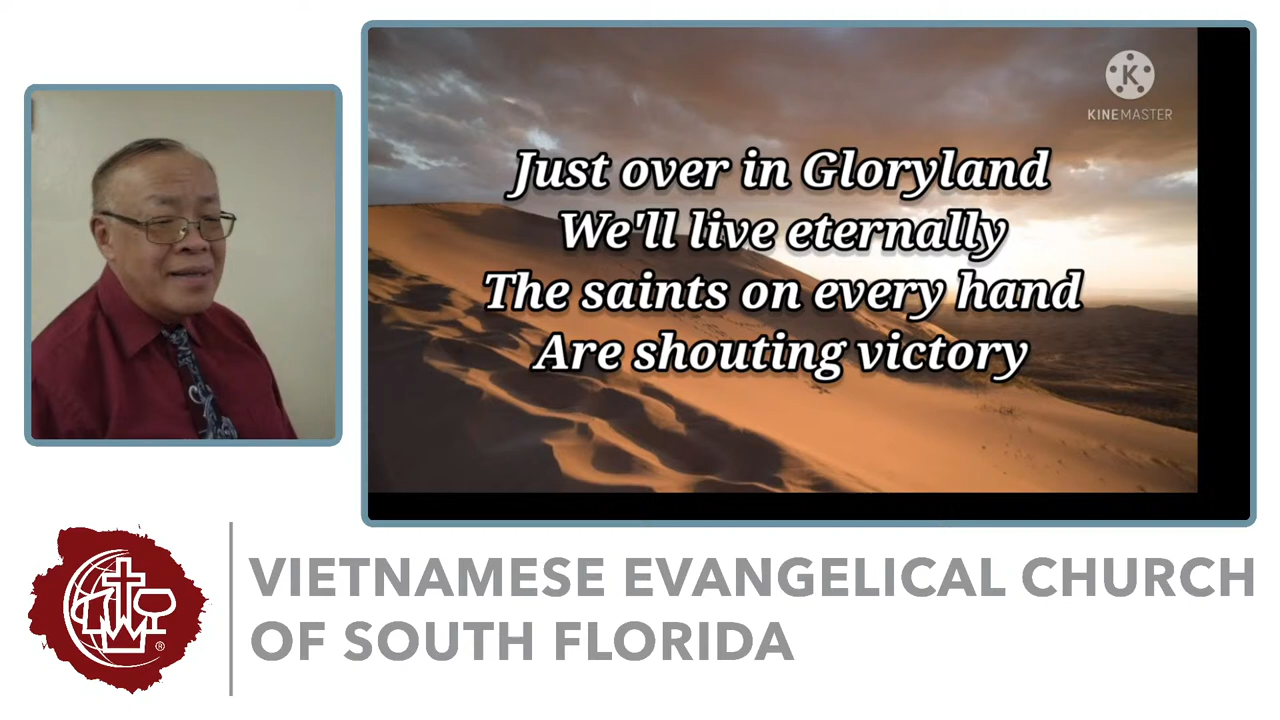 K
KINEMASTER
Just over in Gloryland
We'll live eternally
The saints on every hand
Are shouting victory
®
VIETNAMESE EVANGELICAL CHURCH
OF SOUTH FLORIDA